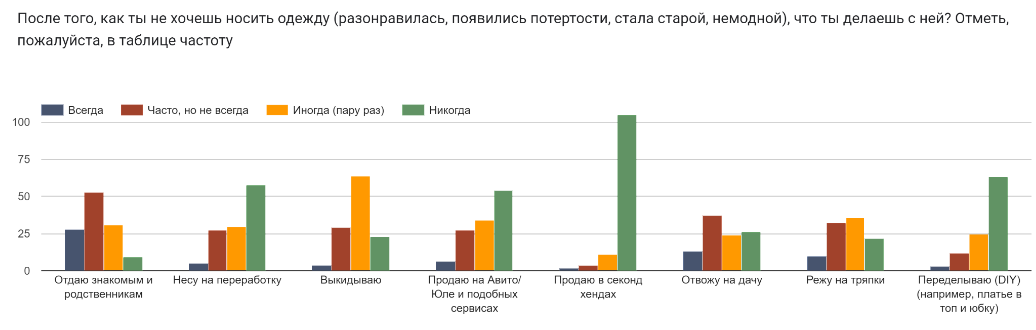 После того, как ты не хочешь носить одежду (разонравилась, появились потертости, стала старой, немодной), что ты делаешь с ней? Отметь,
пожалуйста, в таблице частоту
Всегда
Часто, но не всегда
Иногда (пару раз)
Никогда
100
75
50
25
0
Отдаю знакомым и
родственникам
Несу на переработку
Выкидываю
Продаю на Авито/
Юле и подобных
сервисах
Продаю в секонд
хендах
Отвожу на дачу
Режу на тряпки
Переделываю (DIY)
(например, платье в
топ и юбку)